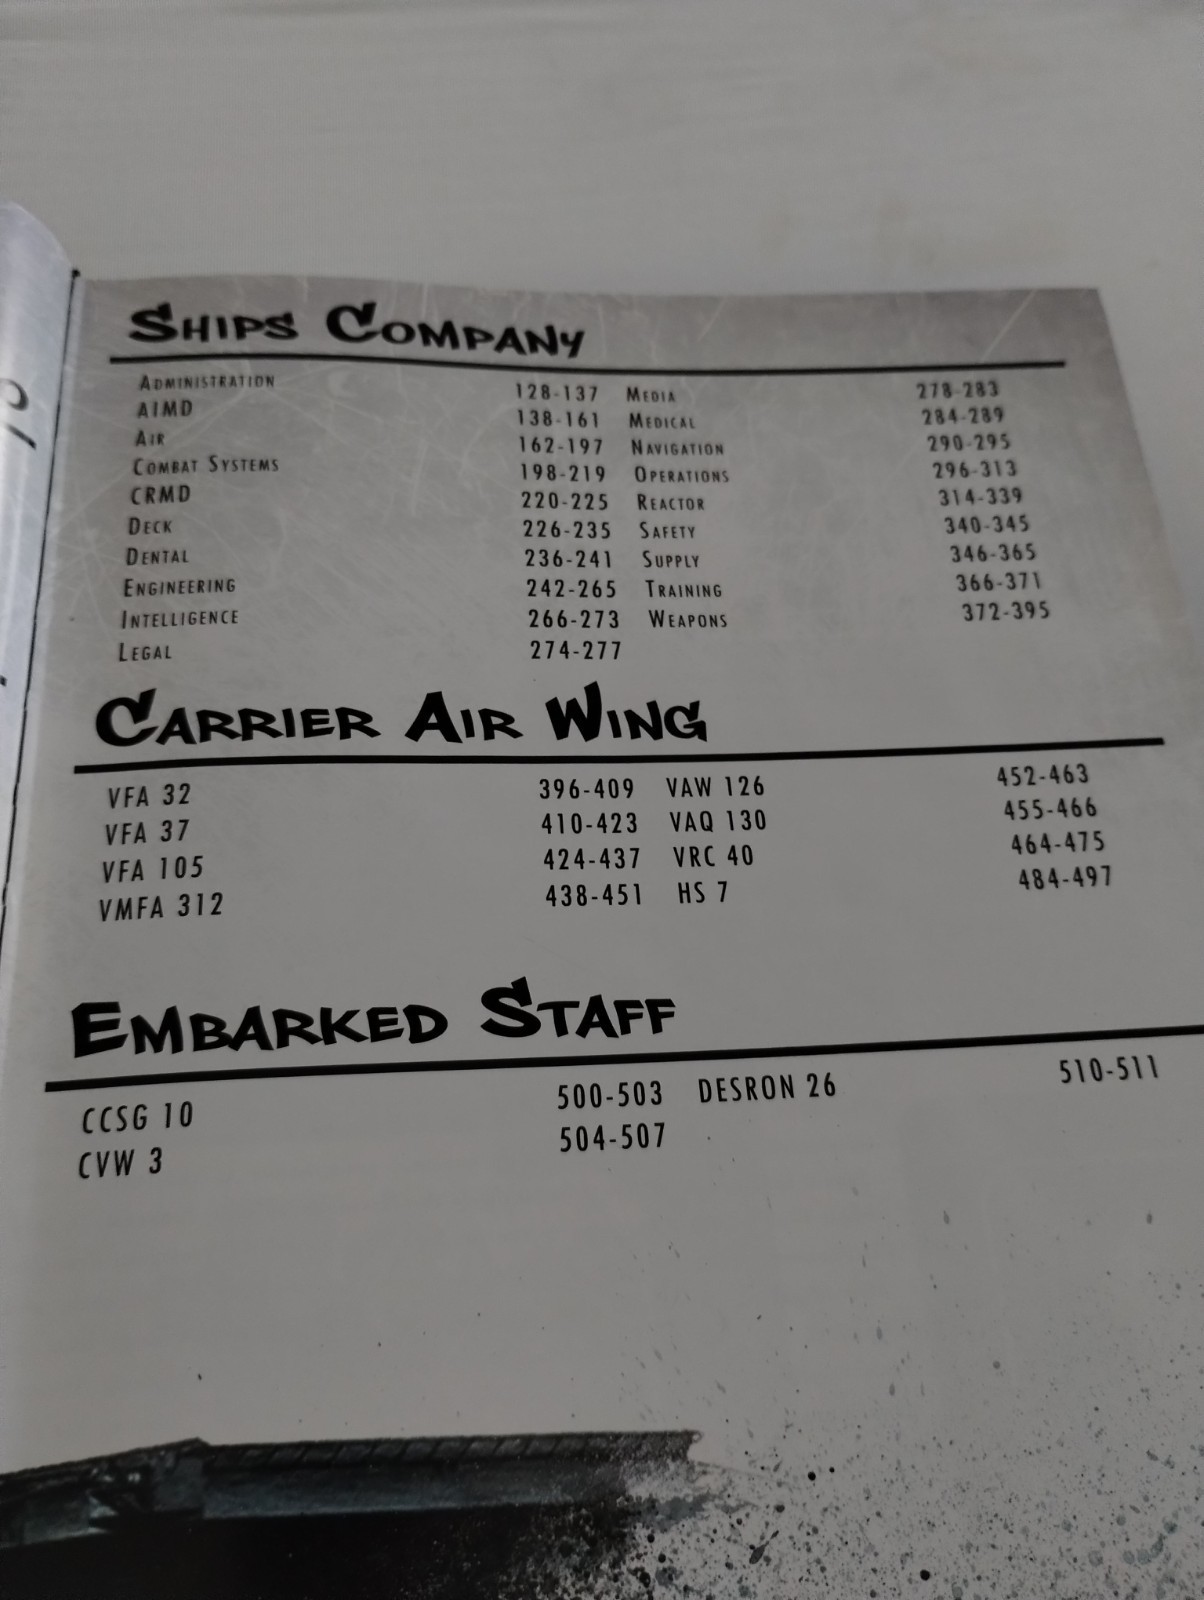 Ships Company
Administration 128-137 Media 278-283
AIMD 138-161 Medical 284-289
Air 162-197 Navigation 290-295
Combat Systems 198-219 Operations 296-313
CRMD 220-225 Reactor 314-339
Deck 226-235 Safety 340-345
Dental 236-241 Supply 346-365
Engineering 242-265 Training 366-371
Intelligence 266-273 Weapons 372-395
Legal 274-277
Carrier Air Wing
VFA 32 396-409 VAW 126 452-463
VFA 37 410-423 VAQ 130 455-466
VFA 105 424-437 VRC 40 464-475
VMFA 312 438-451 HS 7 484-497
Embarked Staff
CCSG 10 500-503 DESRON 26 510-511
CVW 3 504-507